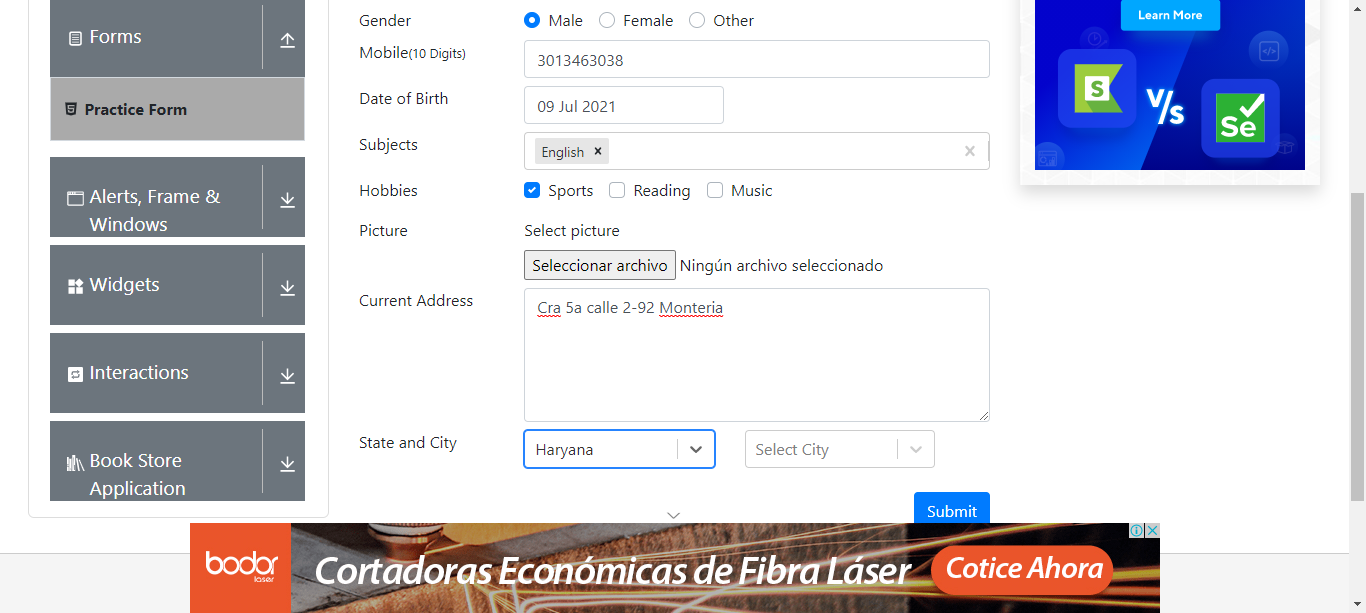 Forms
Practice Form
Alerts, Frame &
Windows
Widgets
Interactions
Book Store
Application
Gender
Male
Female
Other
Mobile(10 Digits)
3013463038
Date of Birth
09 Jul 2021
Subjects
English
Hobbies
Sports
Reading
Music
Picture
Select picture
Seleccionar archivo
Ningún archivo seleccionado
Current Address
Cra 5a calle 2-92 Monteria
State and City
Haryana
Select City
Submit
Learn More
S
V/s
Se
bodor
laser
Cortadoras Económicas de Fibra Láser
Cotice Ahora